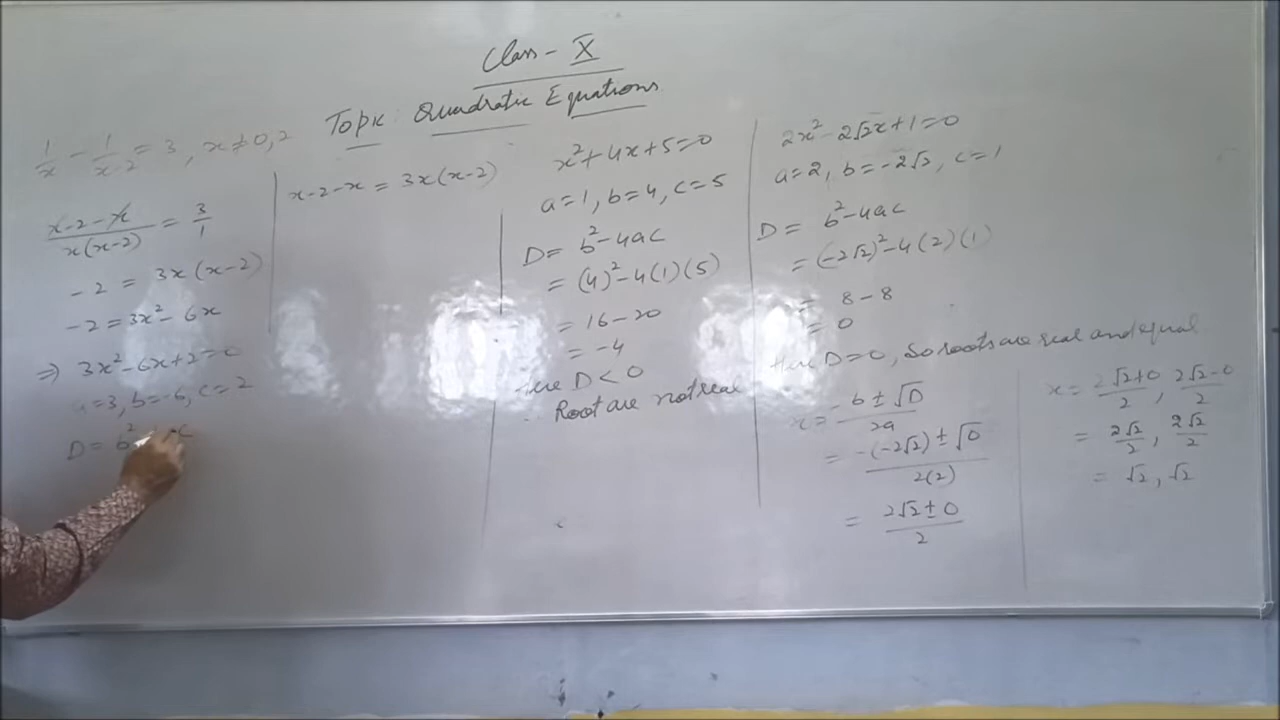 Class - X
Topic: Quadratic Equations
1/x - 1/(x-2) = 3, x≠0,2
(x-2-x)/(x(x-2)) = 3/1
-2 = 3x(x-2)
-2 = 3x² - 6x
⇒ 3x² - 6x + 2 = 0
a=3, b=-6, c=2
D = b²
x-2-x = 3x(x-2)
x² + 4x + 5 = 0
a=1, b=4, c=5
D = b² - 4ac
= (4)² - 4(1)(5)
= 16 - 20
= -4
Here D < 0
∴ Root are not real
2x² - 2√2x + 1 = 0
a=2, b=-2√2, c=1
D = b² - 4ac
= (-2√2)² - 4(2)(1)
= 8 - 8
= 0
Here D=0, So roots are real and equal
x = (-b ± √D)/2a
= (-(-2√2) ± √0)/2(2)
= (2√2 ± 0)/2
x = (2√2+0)/2, (2√2-0)/2
= 2√2/2, 2√2/2
= √2, √2